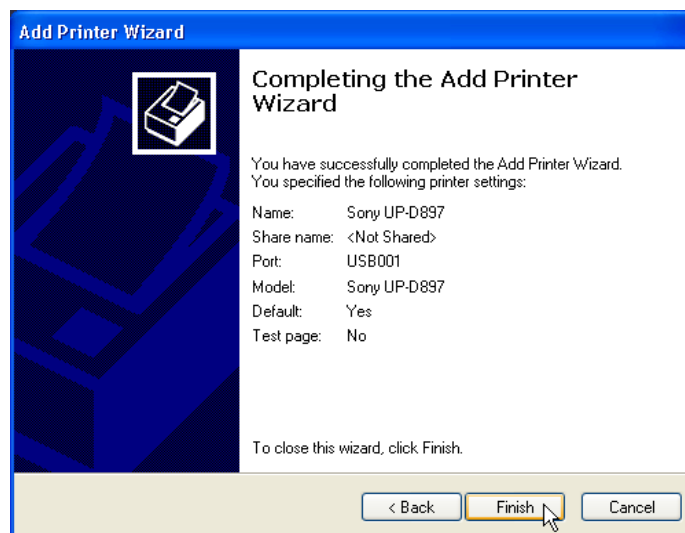 Add Printer Wizard
Completing the Add Printer
Wizard
You have successfully completed the Add Printer Wizard.
You specified the following printer settings:
Name: Sony UP-D897
Share name: <Not Shared>
Port: USB001
Model: Sony UP-D897
Default: Yes
Test page: No
To close this wizard, click Finish.
< Back Finish Cancel